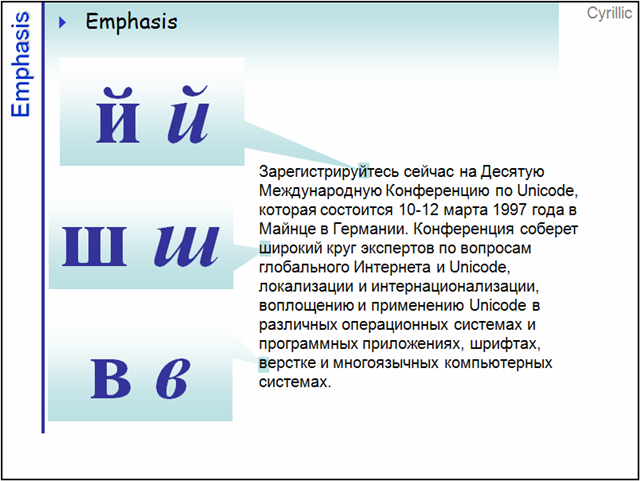 Cyrillic
Emphasis
Emphasis
й й
ш ш
в в
Зарегистрируйтесь сейчас на Десятую
Международную Конференцию по Unicode,
которая состоится 10-12 марта 1997 года в
Майнце в Германии. Конференция соберет
широкий круг экспертов по вопросам
глобального Интернета и Unicode,
локализации и интернационализации,
воплощению и применению Unicode в
различных операционных системах и
программных приложениях, шрифтах,
верстке и многоязычных компьютерных
системах.